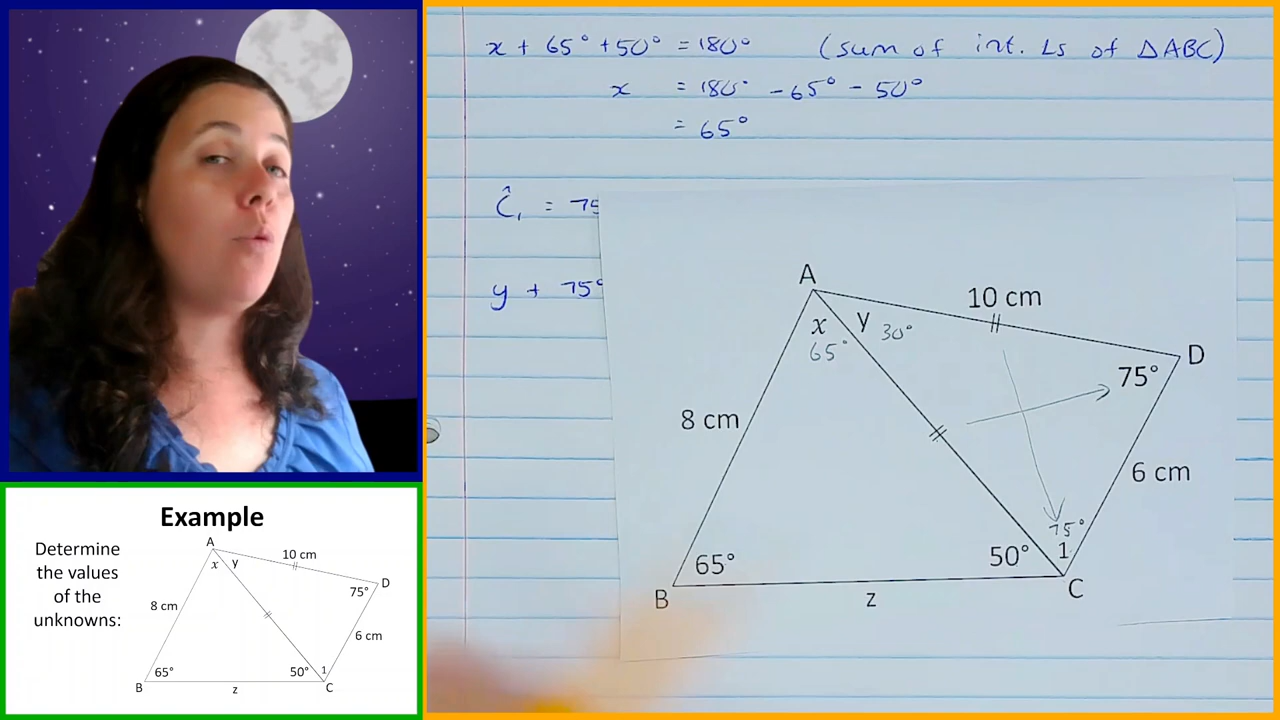 x + 65° + 50° = 180° (sum of int. Ls of △ABC)
x = 180° - 65° - 50°
= 65°
Ĉ₁ = 75
y + 75°
A
10 cm
x y 30°
65°
D
75°
8 cm
6 cm
75°
65° 50° 1
B z C
Example
Determine
the values
of the
unknowns:
A
10 cm
x y
D
75°
8 cm
6 cm
65° 50° 1
B z C